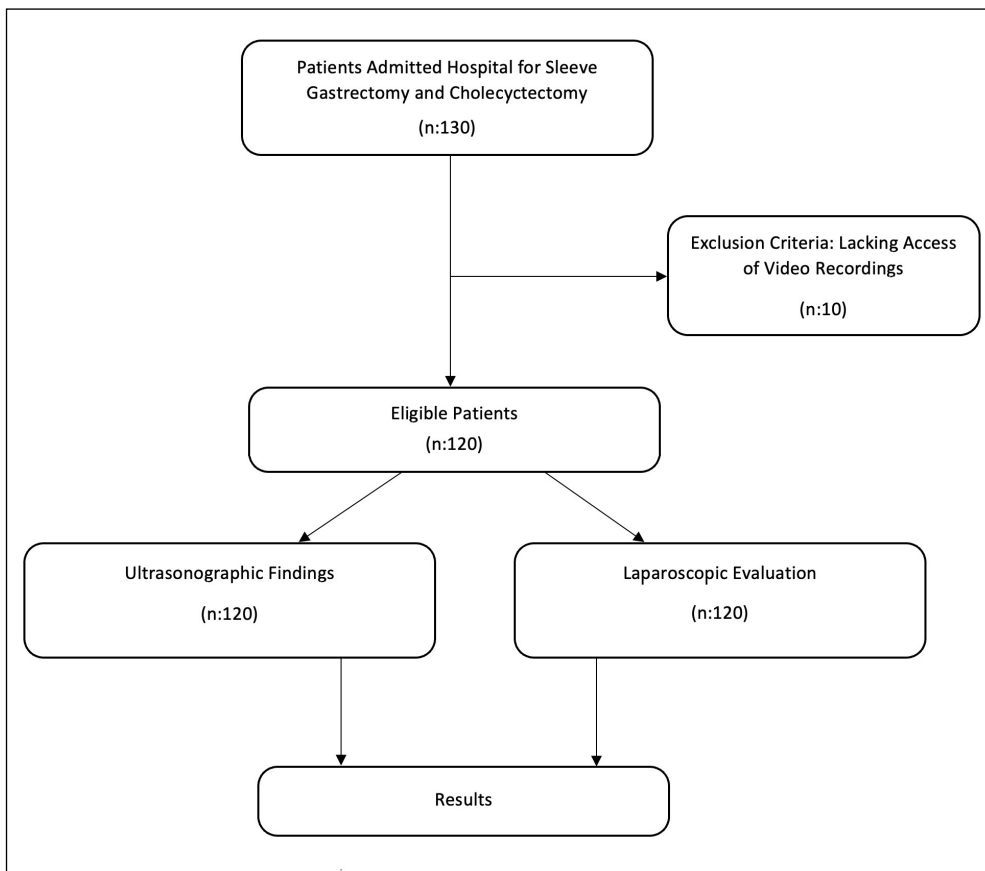 Patients Admitted Hospital for Sleeve
Gastrectomy and Cholecyctectomy
(n:130)
Exclusion Criteria: Lacking Access
of Video Recordings
(n:10)
Eligible Patients
(n:120)
Ultrasonographic Findings
(n:120)
Laparoscopic Evaluation
(n:120)
Results